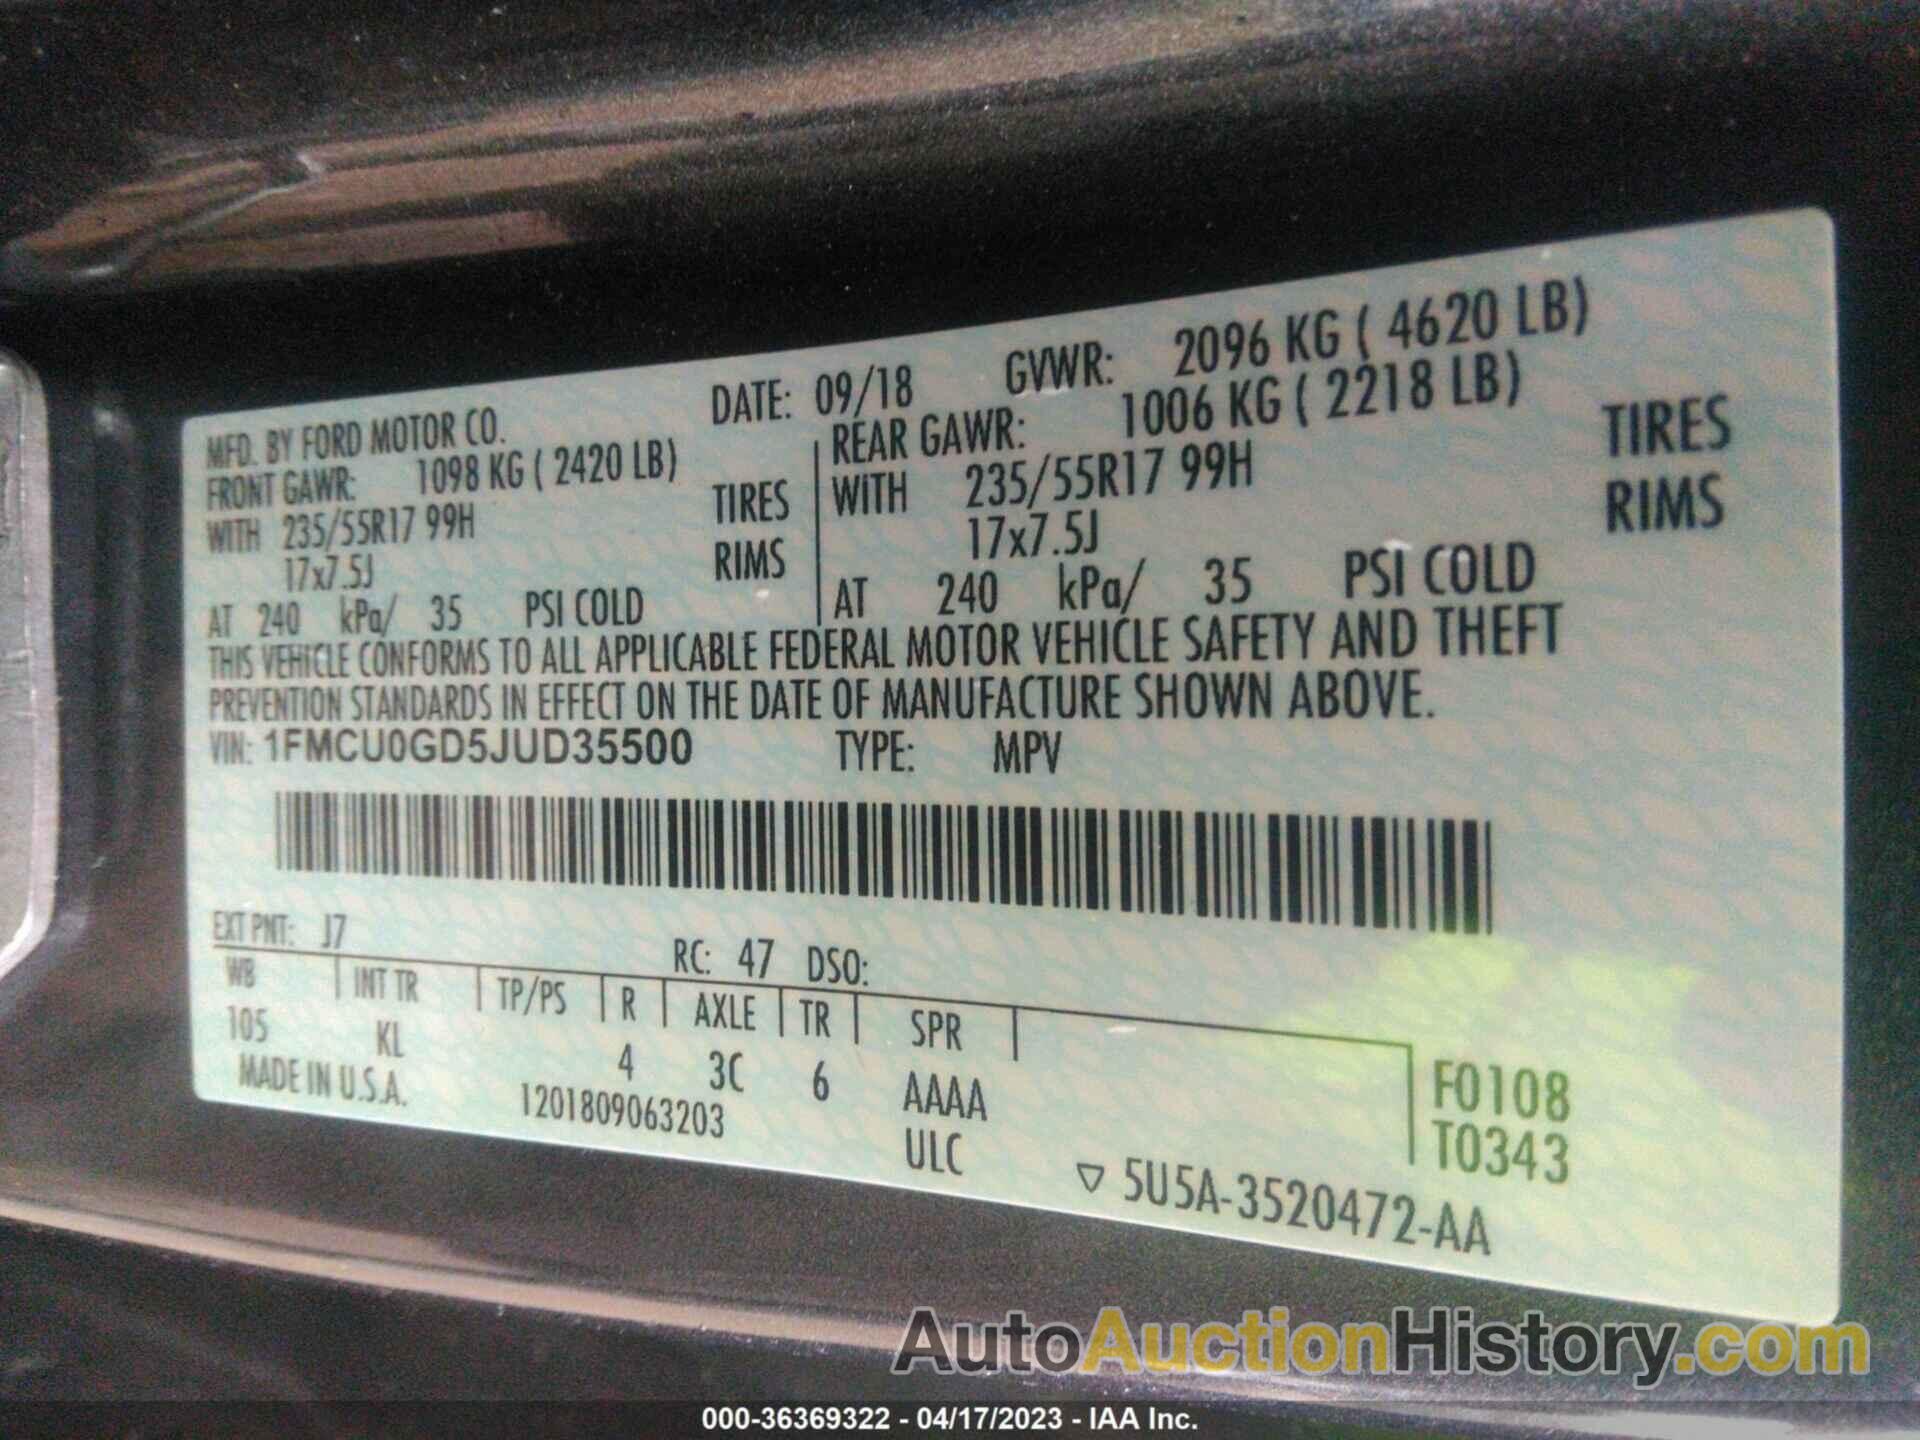 MFD. BY FORD MOTOR CO. DATE: 09/18 GVWR: 2096 KG ( 4620 LB)
FRONT GAWR: 1098 KG ( 2420 LB) REAR GAWR: 1006 KG ( 2218 LB)
WITH 235/55R17 99H TIRES WITH 235/55R17 99H TIRES
17x7.5J RIMS 17x7.5J RIMS
AT 240 kPa/ 35 PSI COLD AT 240 kPa/ 35 PSI COLD
THIS VEHICLE CONFORMS TO ALL APPLICABLE FEDERAL MOTOR VEHICLE SAFETY AND THEFT
PREVENTION STANDARDS IN EFFECT ON THE DATE OF MANUFACTURE SHOWN ABOVE.
VIN: 1FMCU0GD5JUD35500 TYPE: MPV
EXT PNT: J7 RC: 47 DSO:
WB INT TR TP/PS R AXLE TR SPR
105 KL 4 3C 6 AAAA F0108
MADE IN U.S.A. 1201809063203 ULC T0343
▽ 5U5A-3520472-AA
AutoAuctionHistory.com
000-36369322 - 04/17/2023 - IAA Inc.